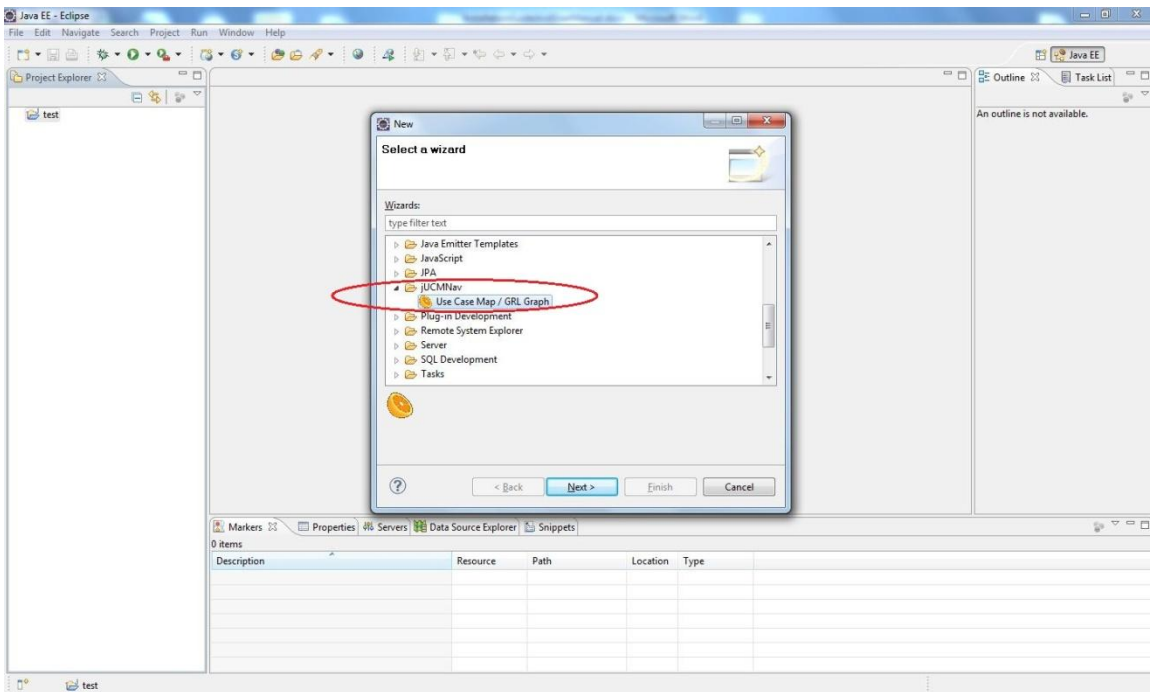 Java EE - Eclipse
File Edit Navigate Search Project Run Window Help
Java EE
Project Explorer
Outline Task List
test
An outline is not available.
New
Select a wizard
Wizards:
type filter text
Java Emitter Templates
JavaScript
JPA
jUCMNav
Use Case Map / GRL Graph
Plug-in Development
Remote System Explorer
Server
SQL Development
Tasks
< Back Next > Finish Cancel
Markers Properties Servers Data Source Explorer Snippets
0 items
Description Resource Path Location Type
test